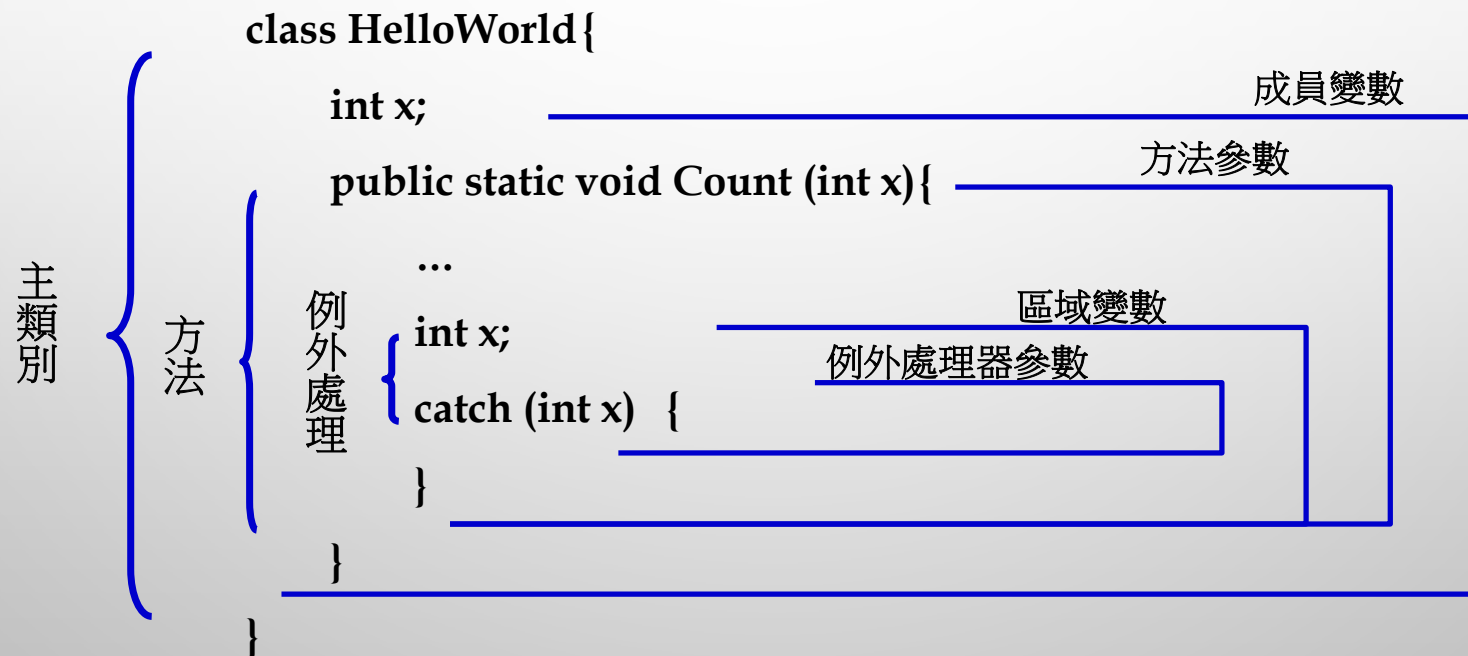 class HelloWorld{
int x;
成員變數
public static void Count (int x){
方法參數
...
int x;
區域變數
例外處理器參數
catch (int x) {
}
}
}
主類別
方法
例外處理